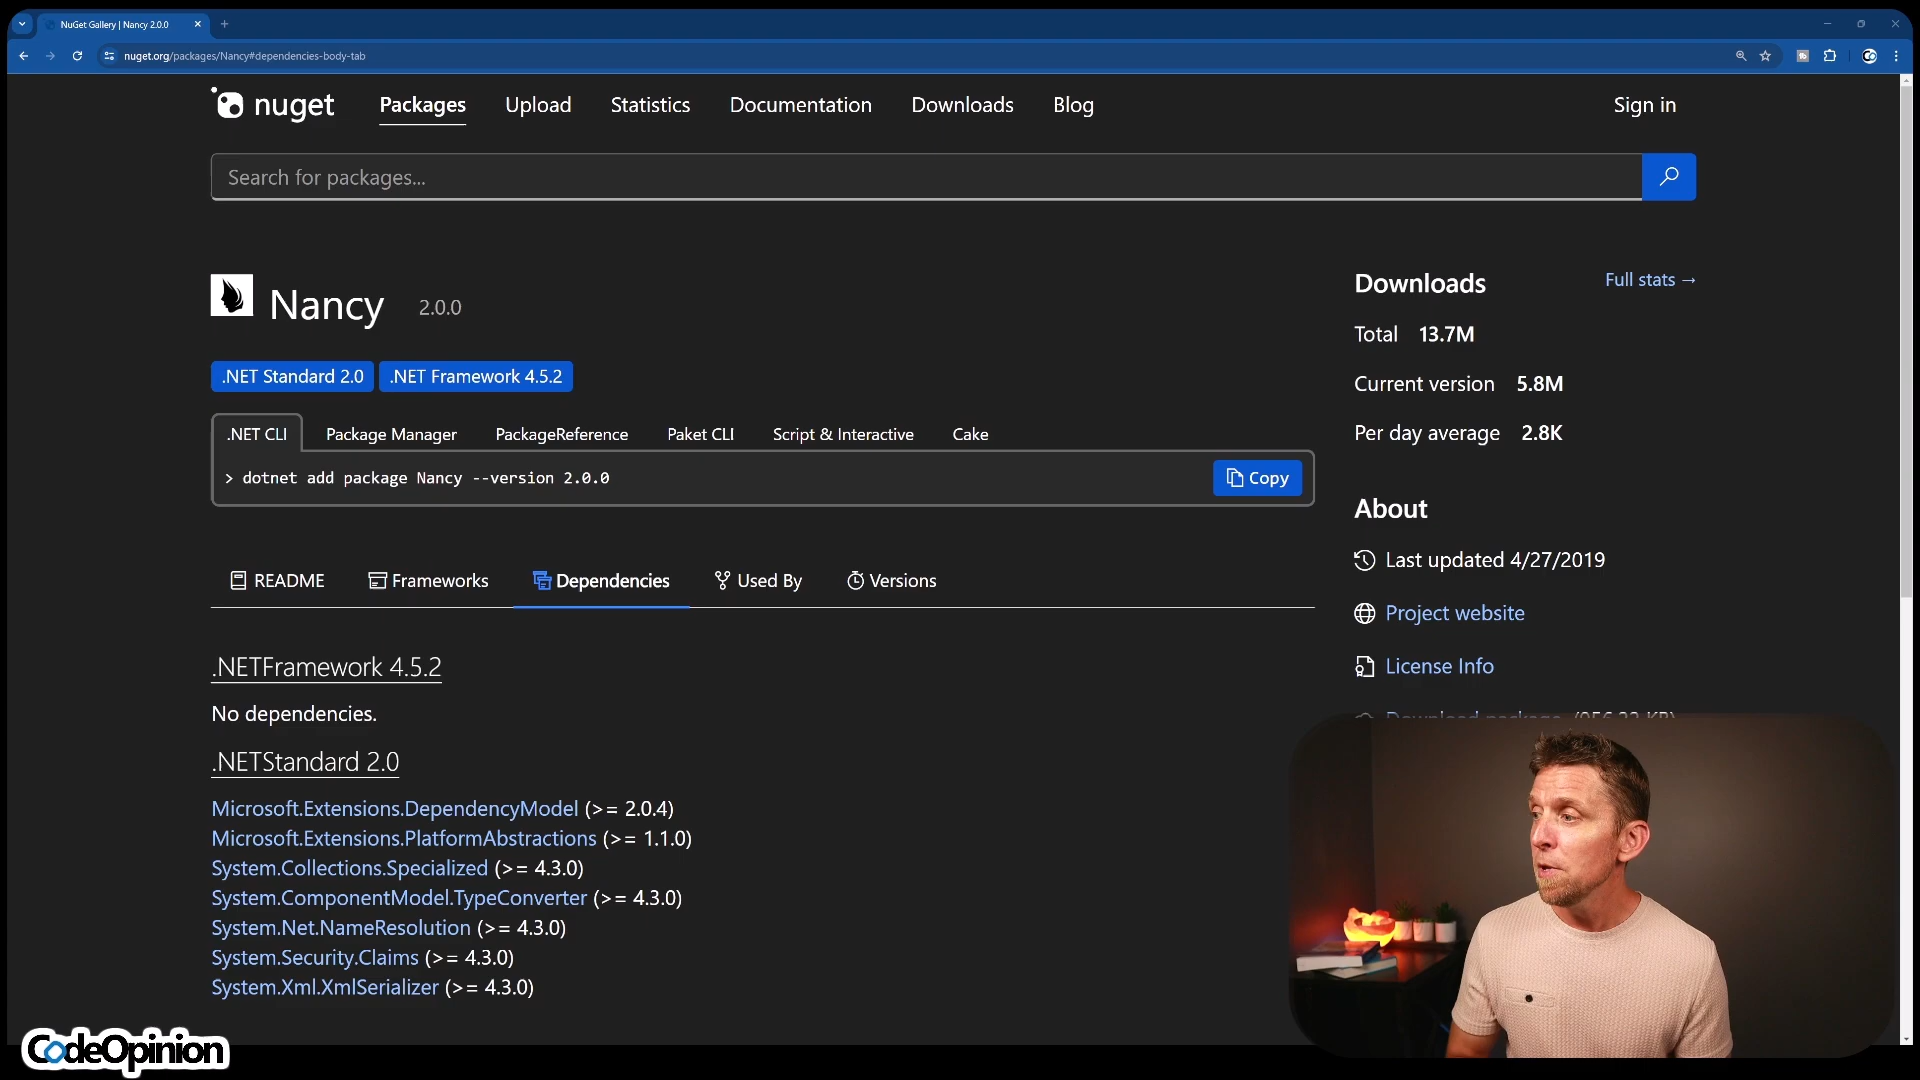 NuGet Gallery | Nancy 2.0.0
nuget.org/packages/Nancy#dependencies-body-tab
nuget Packages Upload Statistics Documentation Downloads Blog Sign in
Search for packages...
Nancy 2.0.0
.NET Standard 2.0 .NET Framework 4.5.2
.NET CLI Package Manager PackageReference Paket CLI Script & Interactive Cake
> dotnet add package Nancy --version 2.0.0 Copy
README Frameworks Dependencies Used By Versions
.NETFramework 4.5.2
No dependencies.
.NETStandard 2.0
Microsoft.Extensions.DependencyModel (>= 2.0.4)
Microsoft.Extensions.PlatformAbstractions (>= 1.1.0)
System.Collections.Specialized (>= 4.3.0)
System.ComponentModel.TypeConverter (>= 4.3.0)
System.Net.NameResolution (>= 4.3.0)
System.Security.Claims (>= 4.3.0)
System.Xml.XmlSerializer (>= 4.3.0)
Downloads Full stats →
Total 13.7M
Current version 5.8M
Per day average 2.8K
About
Last updated 4/27/2019
Project website
License Info
Download package
CodeOpinion